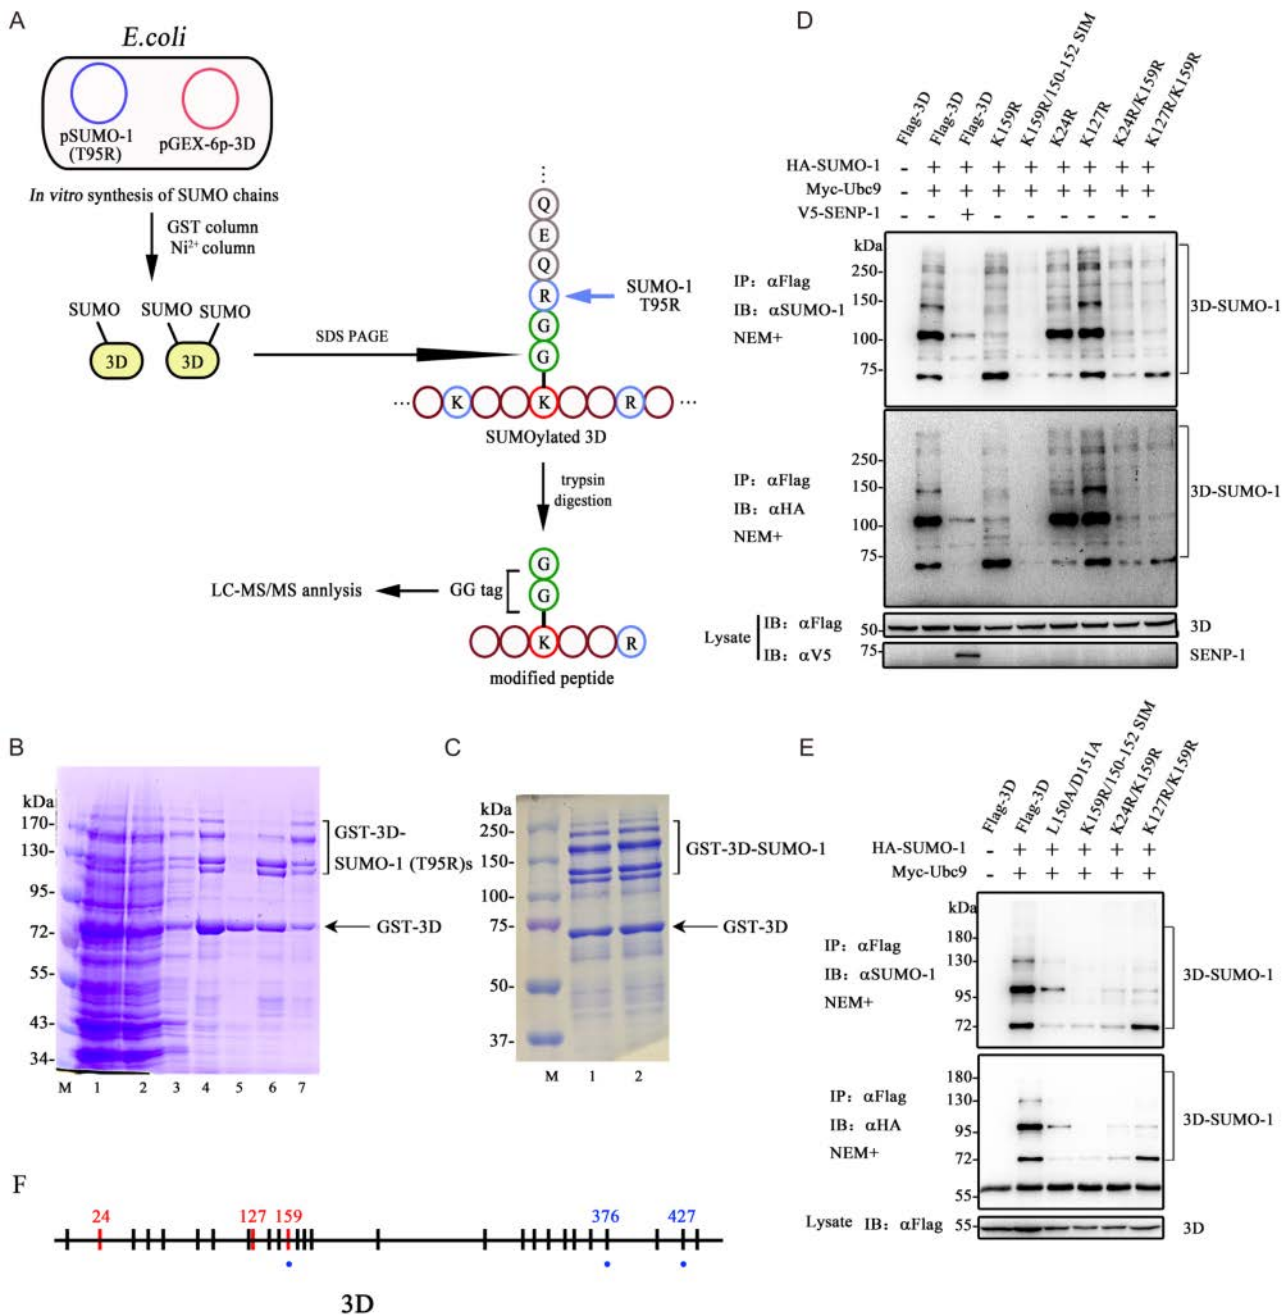 A
E.coli
pSUMO-1
(T95R)
pGEX-6p-3D
In vitro synthesis of SUMO chains
GST column
Ni2+ column
SUMO
SUMO SUMO
3D
3D
SDS PAGE
⋮
Q
E
Q
R
SUMO-1
T95R
G
G
... K K R ...
SUMOylated 3D
trypsin
digestion
G
G
GG tag
LC-MS/MS annlysis
K R
modified peptide
B
kDa
170-
130-
95-
72-
55-
43-
34-
M 1 2 3 4 5 6 7
GST-3D-
SUMO-1 (T95R)s
GST-3D
C
kDa
250-
150-
100-
75-
50-
37-
M 1 2
GST-3D-SUMO-1
GST-3D
D
Flag-3D
Flag-3D
Flag-3D
K159R
K159R/150-152 SIM
K24R
K127R
K24R/K159R
K127R/K159R
HA-SUMO-1 - + + + + + + + +
Myc-Ubc9 - + + + + + + + +
V5-SENP-1 - - + - - - - - -
kDa
250-
150-
100-
75-
IP: αFlag
IB: αSUMO-1
NEM+
3D-SUMO-1
250-
150-
100-
75-
IP: αFlag
IB: αHA
NEM+
3D-SUMO-1
Lysate
IB: αFlag
50-
3D
IB: αV5
75-
SENP-1
E
Flag-3D
Flag-3D
L150A/D151A
K159R/150-152 SIM
K24R/K159R
K127R/K159R
HA-SUMO-1 - + + + + +
Myc-Ubc9 - + + + + +
kDa
180-
130-
95-
72-
IP: αFlag
IB: αSUMO-1
NEM+
3D-SUMO-1
180-
130-
95-
72-
55-
IP: αFlag
IB: αHA
NEM+
3D-SUMO-1
Lysate IB: αFlag 55-
3D
F
24 127 159 376 427
3D